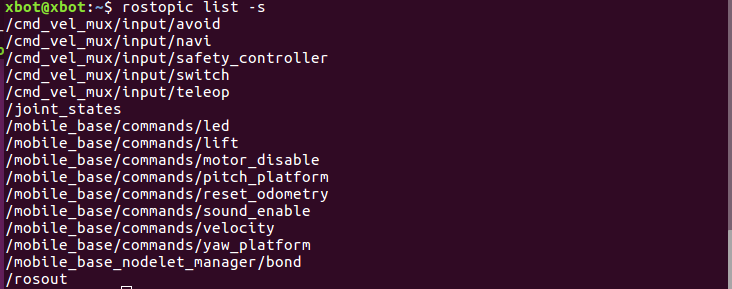 xbot@xbot:~$ rostopic list -s
/cmd_vel_mux/input/avoid
/cmd_vel_mux/input/navi
/cmd_vel_mux/input/safety_controller
/cmd_vel_mux/input/switch
/cmd_vel_mux/input/teleop
/joint_states
/mobile_base/commands/led
/mobile_base/commands/lift
/mobile_base/commands/motor_disable
/mobile_base/commands/pitch_platform
/mobile_base/commands/reset_odometry
/mobile_base/commands/sound_enable
/mobile_base/commands/velocity
/mobile_base/commands/yaw_platform
/mobile_base_nodelet_manager/bond
/rosout